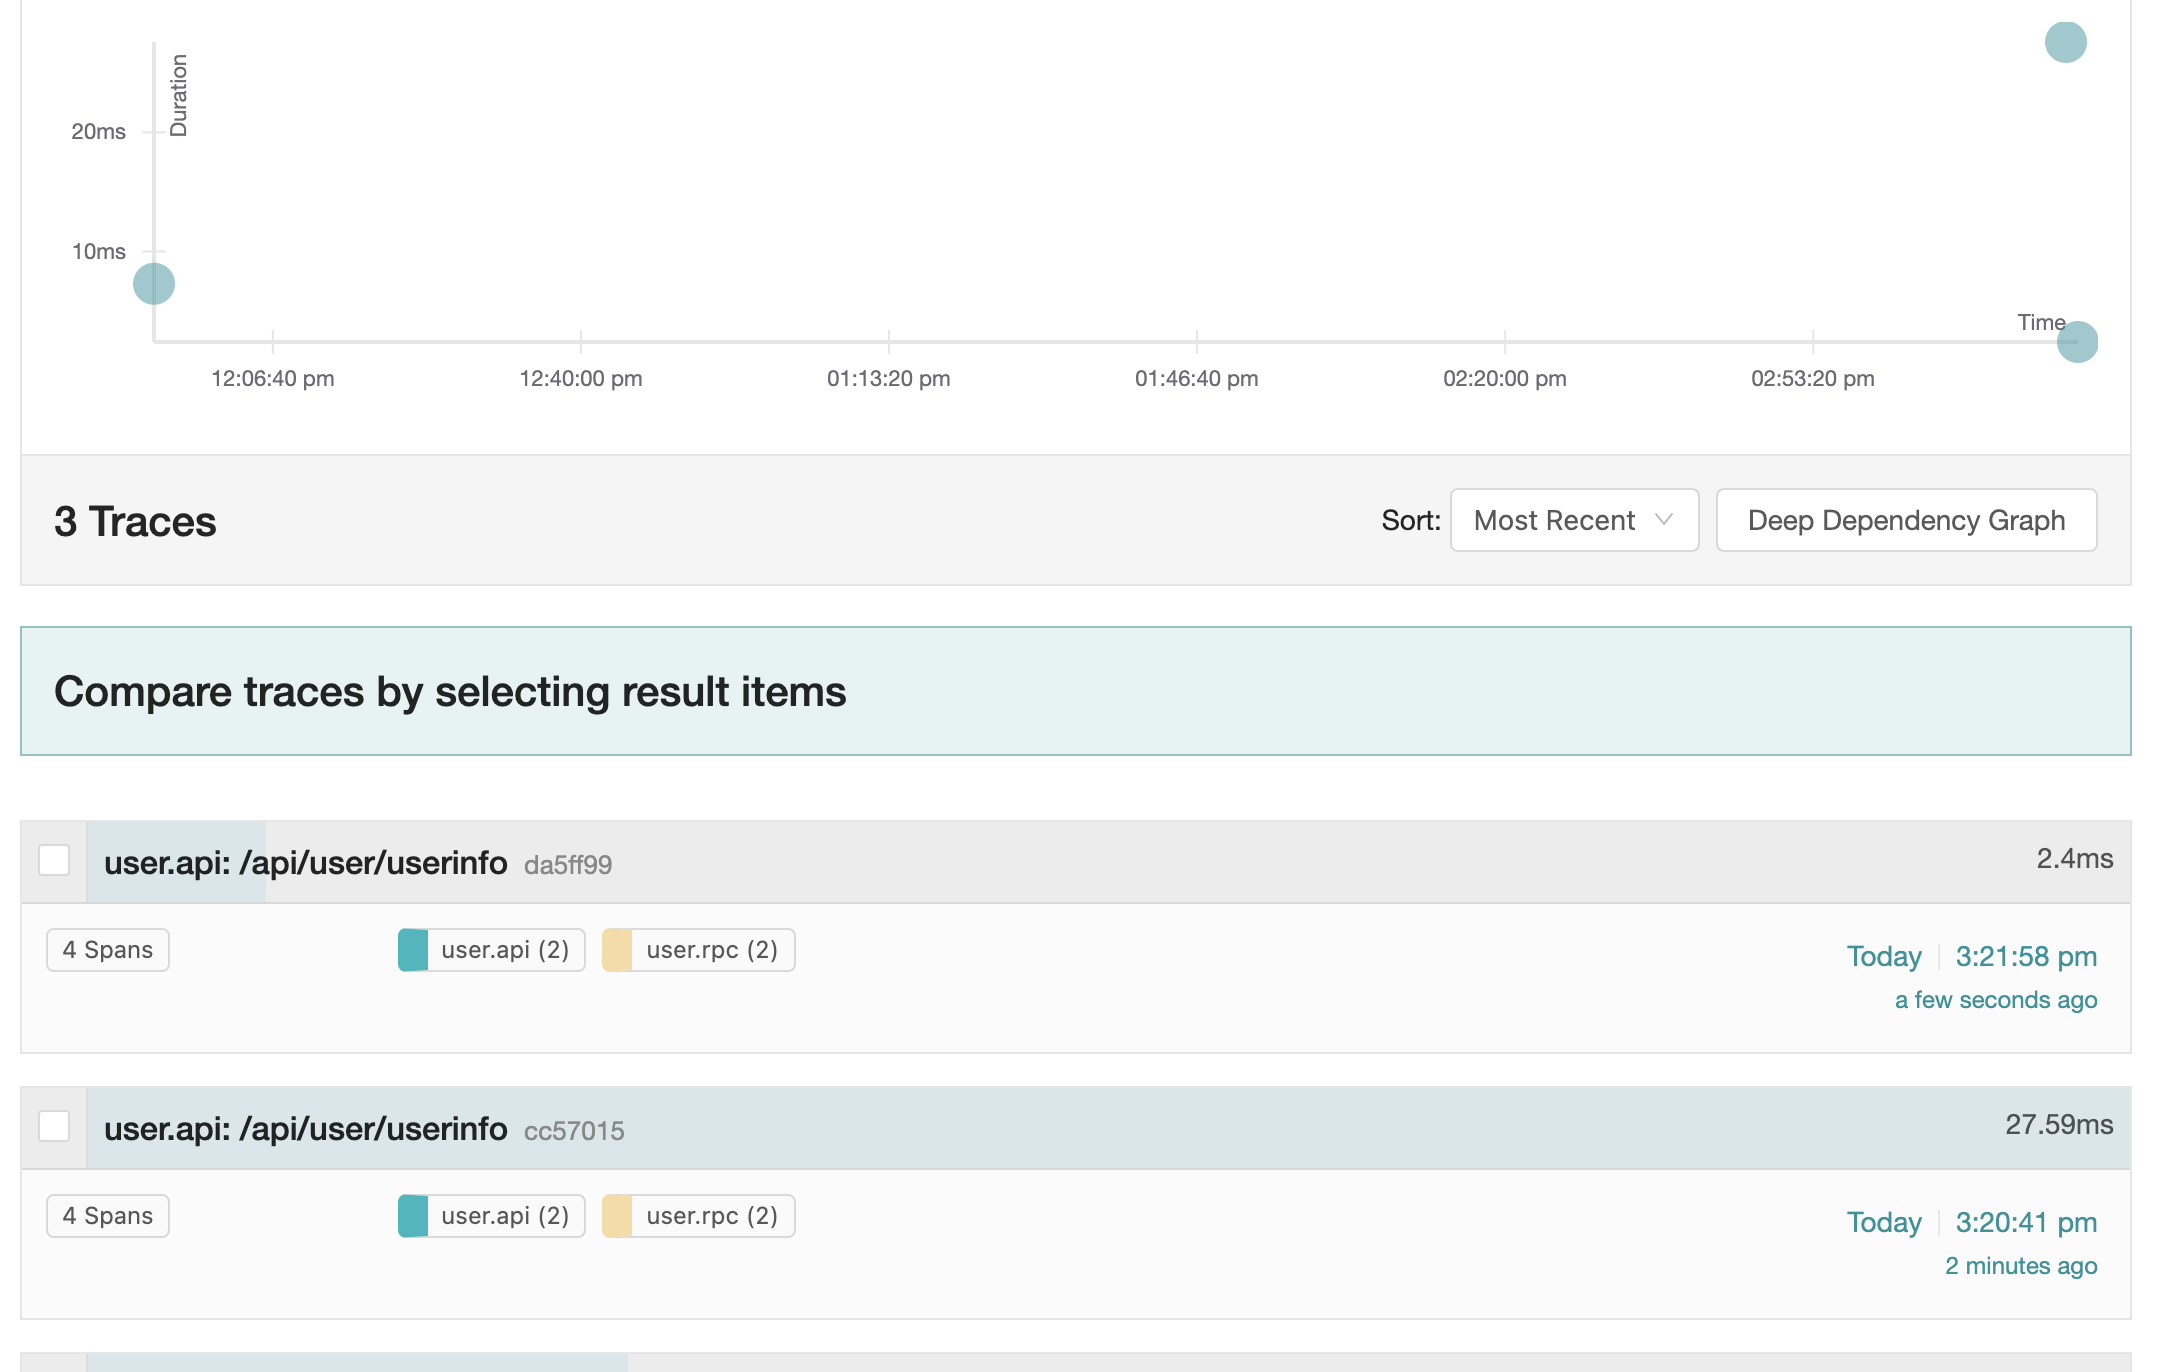 Duration
20ms
10ms
Time
12:06:40 pm 12:40:00 pm 01:13:20 pm 01:46:40 pm 02:20:00 pm 02:53:20 pm
3 Traces Sort: Most Recent Deep Dependency Graph
Compare traces by selecting result items
user.api: /api/user/userinfo da5ff99 2.4ms
4 Spans user.api (2) user.rpc (2) Today 3:21:58 pm
a few seconds ago
user.api: /api/user/userinfo cc57015 27.59ms
4 Spans user.api (2) user.rpc (2) Today 3:20:41 pm
2 minutes ago